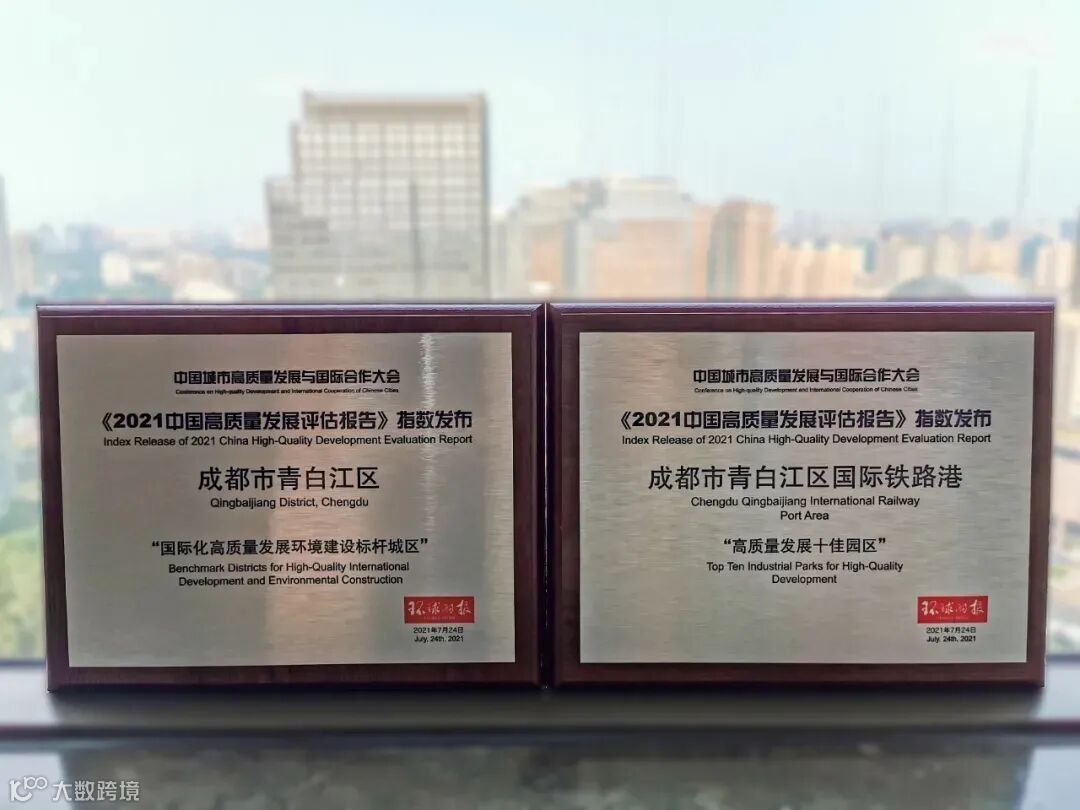 中国城市高质量发展与国际合作大会
Conference on High-quality Development and International Cooperation of Chinese Cities
《2021中国高质量发展评估报告》指数发布
Index Release of 2021 China High-Quality Development Evaluation Report
成都市青白江区
Qingbaijiang District, Chengdu
“国际化高质量发展环境建设标杆城区”
Benchmark Districts for High-Quality International
Development and Environmental Construction
环球时报
2021年7月24日
July, 24th, 2021
中国城市高质量发展与国际合作大会
Conference on High-quality Development and International Cooperation of Chinese Cities
《2021中国高质量发展评估报告》指数发布
Index Release of 2021 China High-Quality Development Evaluation Report
成都市青白江区国际铁路港
Chengdu Qingbaijiang International Railway
Port Area
“高质量发展十佳园区”
Top Ten Industrial Parks for High-Quality
Development
环球时报
2021年7月24日
July, 24th, 2021
大数跨境